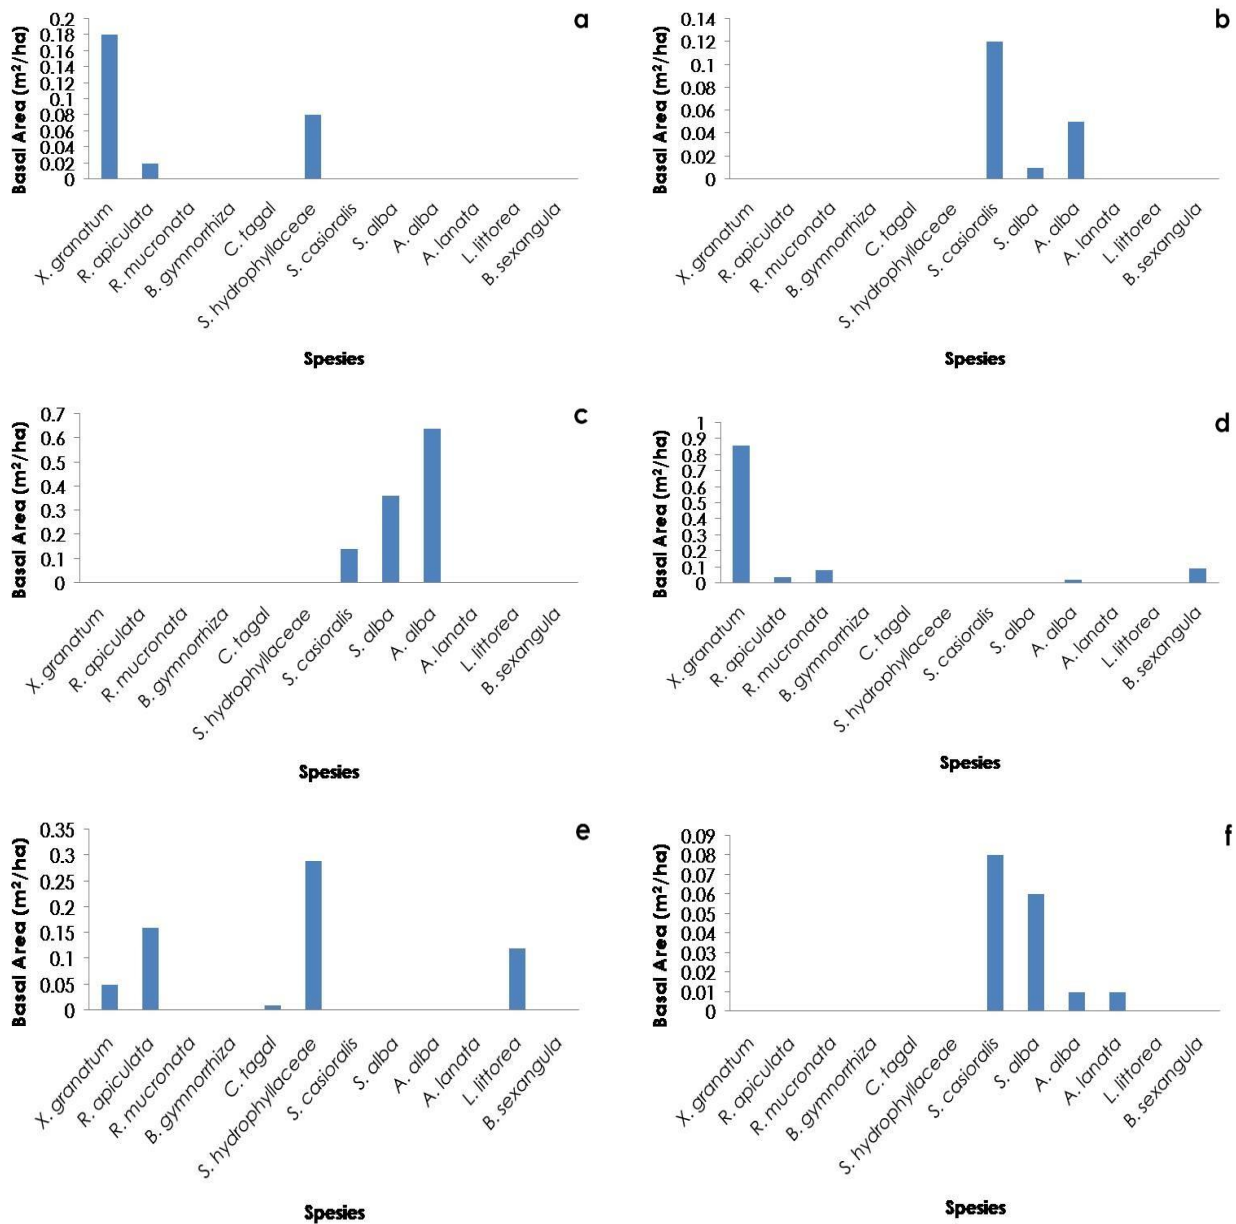 a
Basal Area (m²/ha)
0.2
0.18
0.16
0.14
0.12
0.1
0.08
0.06
0.04
0.02
0
X. granatum
R. apiculata
R. mucronata
B. gymnorrhiza
C. tagal
S. hydrophyllaceae
S. casioralis
S. alba
A. alba
A. lanata
L. littorea
B. sexangula
Spesies
b
Basal Area (m²/ha)
0.14
0.12
0.1
0.08
0.06
0.04
0.02
0
X. granatum
R. apiculata
R. mucronata
B. gymnorrhiza
C. tagal
S. hydrophyllaceae
S. casioralis
S. alba
A. alba
A. lanata
L. littorea
B. sexangula
Spesies
c
Basal Area (m²/ha)
0.7
0.6
0.5
0.4
0.3
0.2
0.1
0
X. granatum
R. apiculata
R. mucronata
B. gymnorrhiza
C. tagal
S. hydrophyllaceae
S. casioralis
S. alba
A. alba
A. lanata
L. littorea
B. sexangula
Spesies
d
Basal Area (m²/ha)
1
0.9
0.8
0.7
0.6
0.5
0.4
0.3
0.2
0.1
0
X. granatum
R. apiculata
R. mucronata
B. gymnorrhiza
C. tagal
S. hydrophyllaceae
S. casioralis
S. alba
A. alba
A. lanata
L. littorea
B. sexangula
Spesies
e
Basal Area (m²/ha)
0.35
0.3
0.25
0.2
0.15
0.1
0.05
0
X. granatum
R. apiculata
R. mucronata
B. gymnorrhiza
C. tagal
S. hydrophyllaceae
S. casioralis
S. alba
A. alba
A. lanata
L. littorea
B. sexangula
Spesies
f
Basal Area (m²/ha)
0.09
0.08
0.07
0.06
0.05
0.04
0.03
0.02
0.01
0
X. granatum
R. apiculata
R. mucronata
B. gymnorrhiza
C. tagal
S. hydrophyllaceae
S. casioralis
S. alba
A. alba
A. lanata
L. littorea
B. sexangula
Spesies